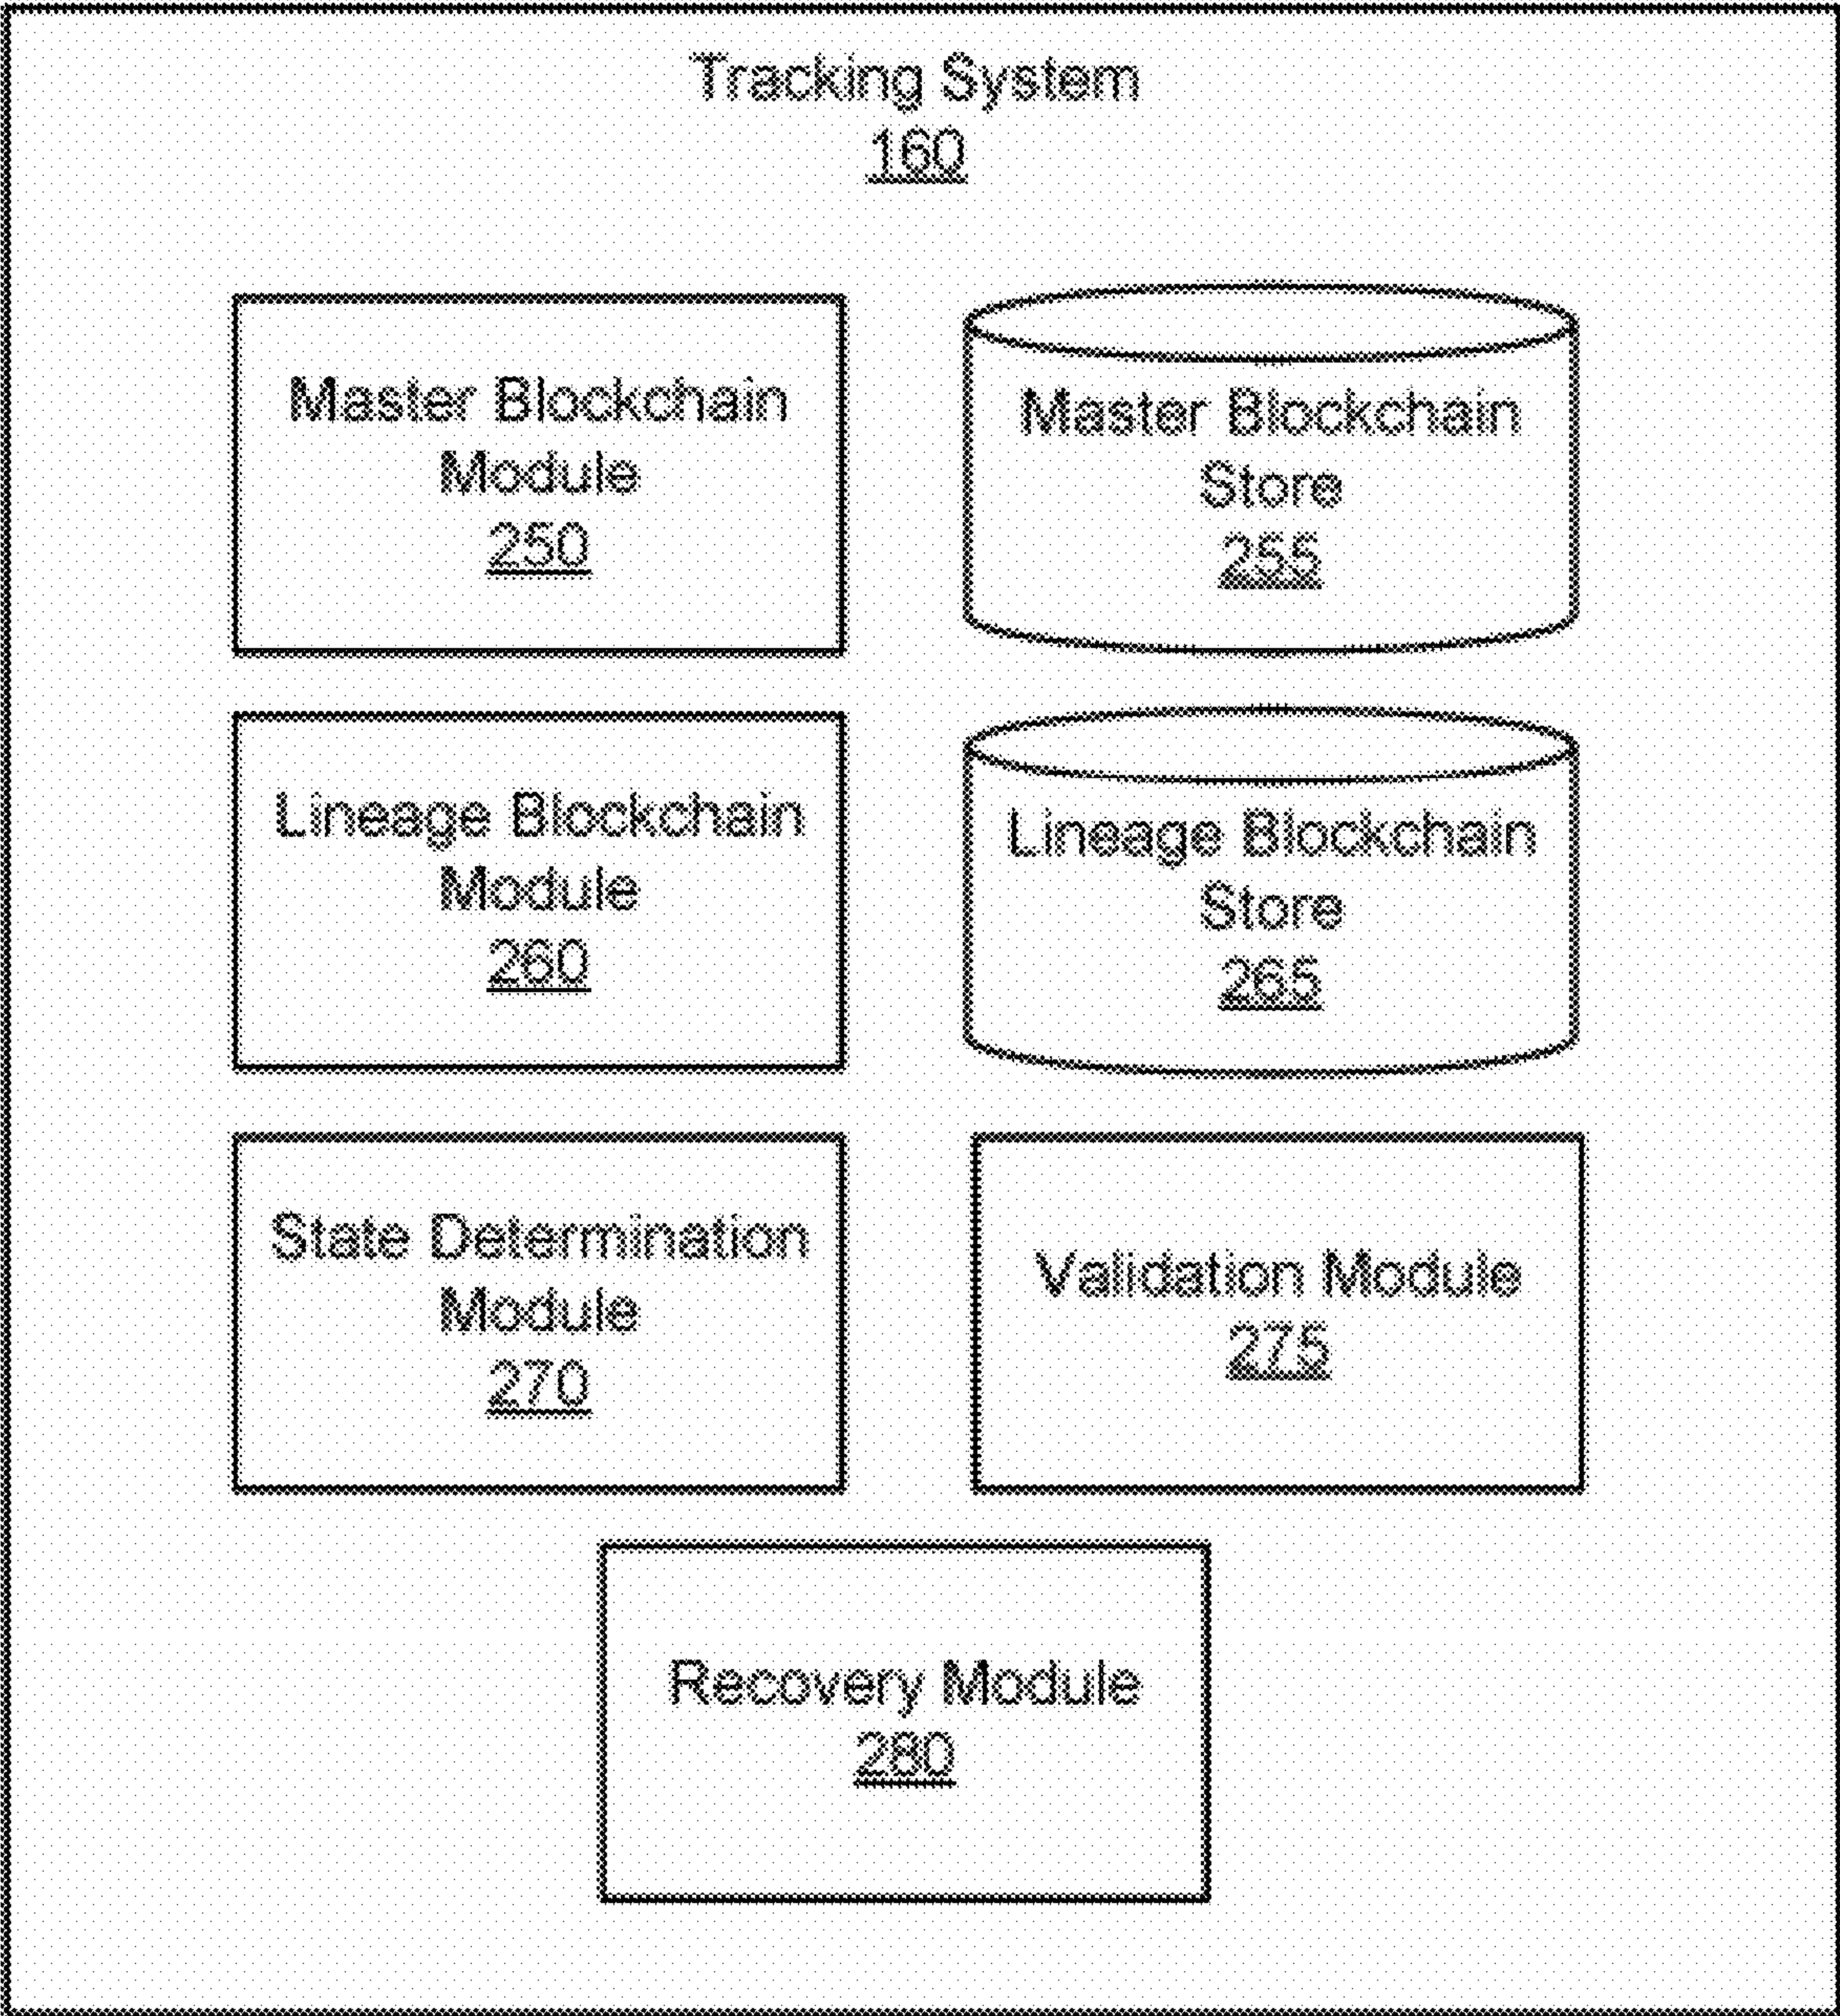 Tracking System
160
Master Blockchain
Module
250
Master Blockchain
Store
255
Lineage Blockchain
Module
260
Lineage Blockchain
Store
265
State Determination
Module
270
Validation Module
275
Recovery Module
280